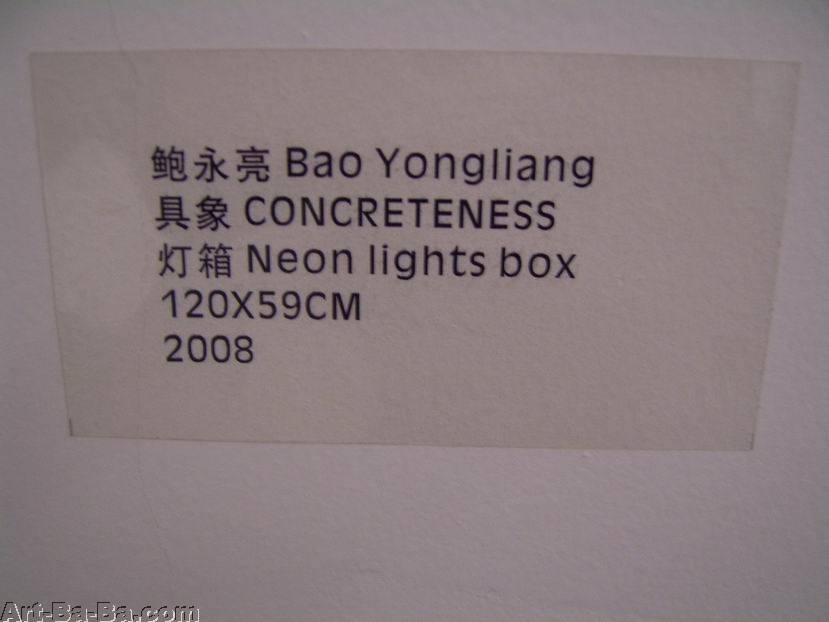 鲍永亮 Bao Yongliang
具象 CONCRETENESS
灯箱 Neon lights box
120X59CM
2008
Art-Ba-Ba.com